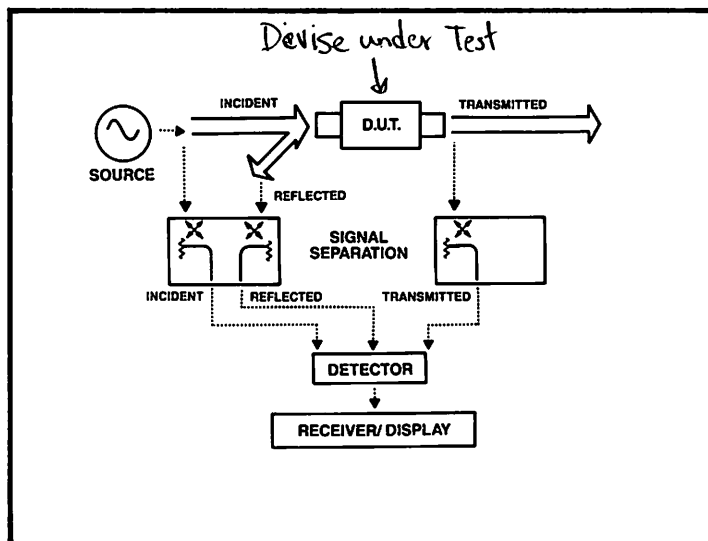 Devise under Test
INCIDENT
TRANSMITTED
D.U.T.
SOURCE
REFLECTED
SIGNAL
SEPARATION
INCIDENT
REFLECTED
TRANSMITTED
DETECTOR
RECEIVER/ DISPLAY